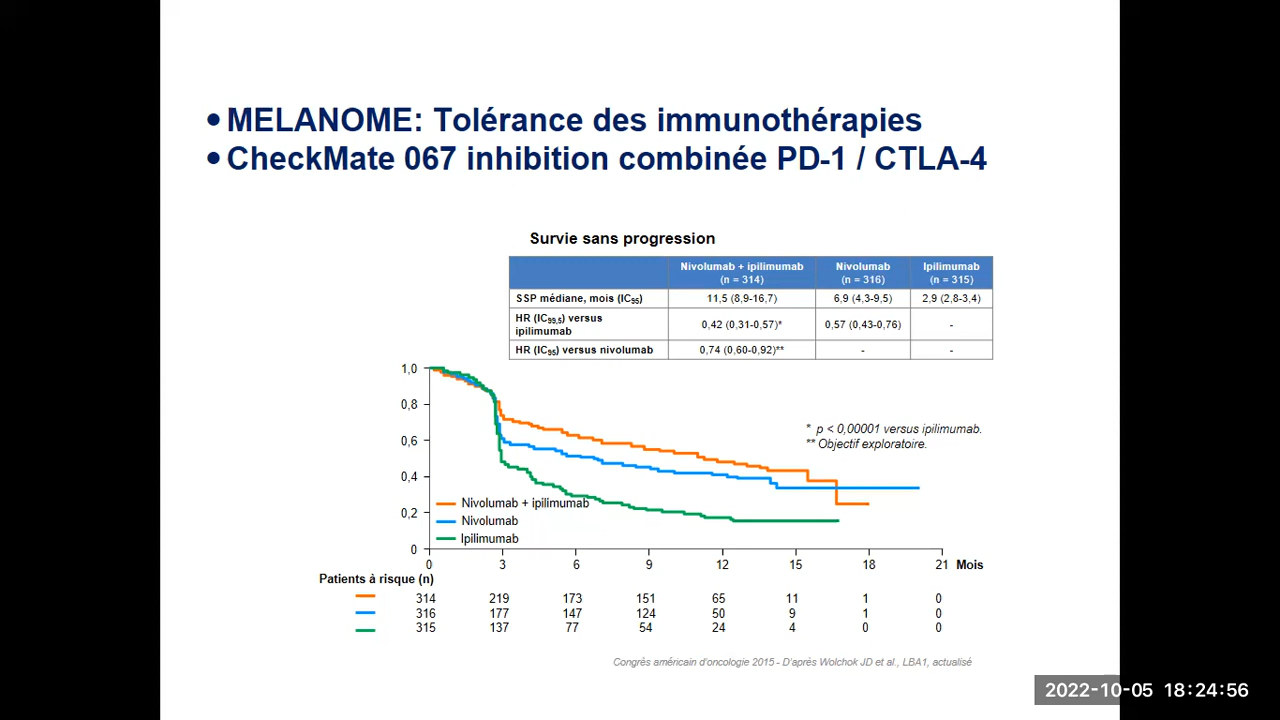 • MELANOME: Tolérance des immunothérapies
• CheckMate 067 inhibition combinée PD-1 / CTLA-4
Survie sans progression
Nivolumab + ipilimumab (n = 314) Nivolumab (n = 316) Ipilimumab (n = 315)
SSP médiane, mois (IC95) 11,5 (8,9-16,7) 6,9 (4,3-9,5) 2,9 (2,8-3,4)
HR (IC99,5) versus ipilimumab 0,42 (0,31-0,57)* 0,57 (0,43-0,76) -
HR (IC95) versus nivolumab 0,74 (0,60-0,92)** - -
1,0
0,8
0,6
0,4
0,2
0
* p < 0,00001 versus ipilimumab.
** Objectif exploratoire.
Nivolumab + ipilimumab
Nivolumab
Ipilimumab
0 3 6 9 12 15 18 21 Mois
Patients à risque (n)
314 219 173 151 65 11 1 0
316 177 147 124 50 9 1 0
315 137 77 54 24 4 0 0
Congrès américain d'oncologie 2015 - D'après Wolchok JD et al., LBA1, actualisé
2022-10-05 18:24:56